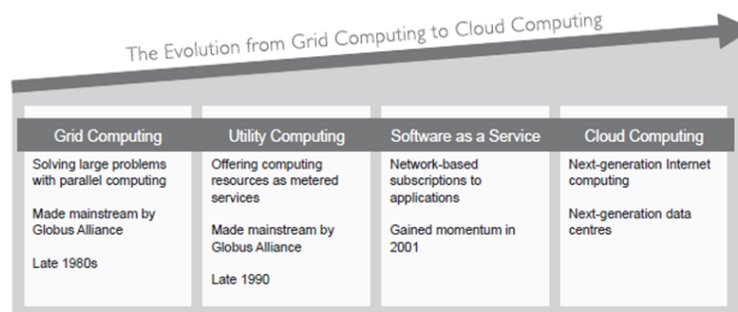 The Evolution from Grid Computing to Cloud Computing
Grid Computing
Solving large problems
with parallel computing
Made mainstream by
Globus Alliance
Late 1980s
Utility Computing
Offering computing
resources as metered
services
Made mainstream by
Globus Alliance
Late 1990
Software as a Service
Network-based
subscriptions to
applications
Gained momentum in
2001
Cloud Computing
Next-generation Internet
computing
Next-generation data
centres